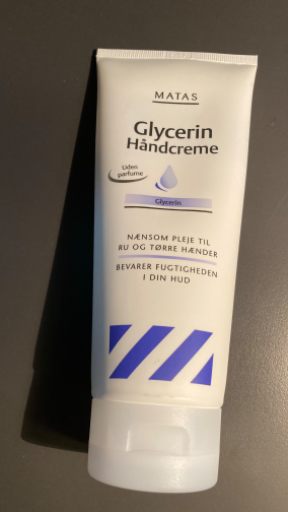 MATAS
Glycerin
Håndcreme
Uden
parfume
Glycerin
NÆNSOM PLEJE TIL
RU OG TØRRE HÆNDER
BEVARER FUGTIGHEDEN
I DIN HUD